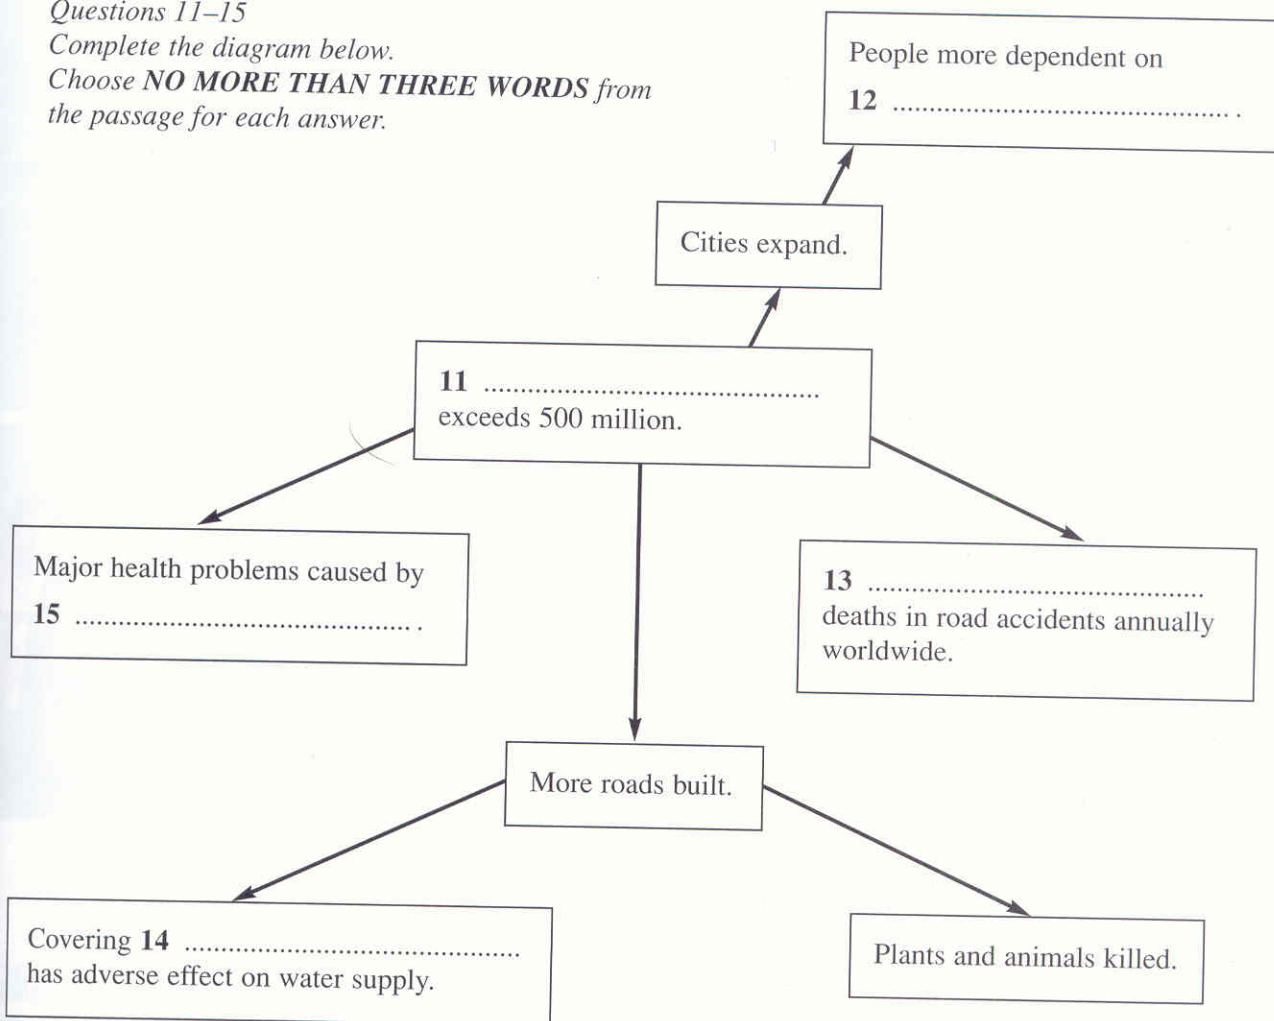 Questions 11–15
Complete the diagram below.
Choose NO MORE THAN THREE WORDS from
the passage for each answer.
People more dependent on
12 .............................................. .
Cities expand.
11 ..............................................
exceeds 500 million.
Major health problems caused by
15 .............................................. .
13 ..............................................
deaths in road accidents annually
worldwide.
More roads built.
Covering 14 ..............................................
has adverse effect on water supply.
Plants and animals killed.